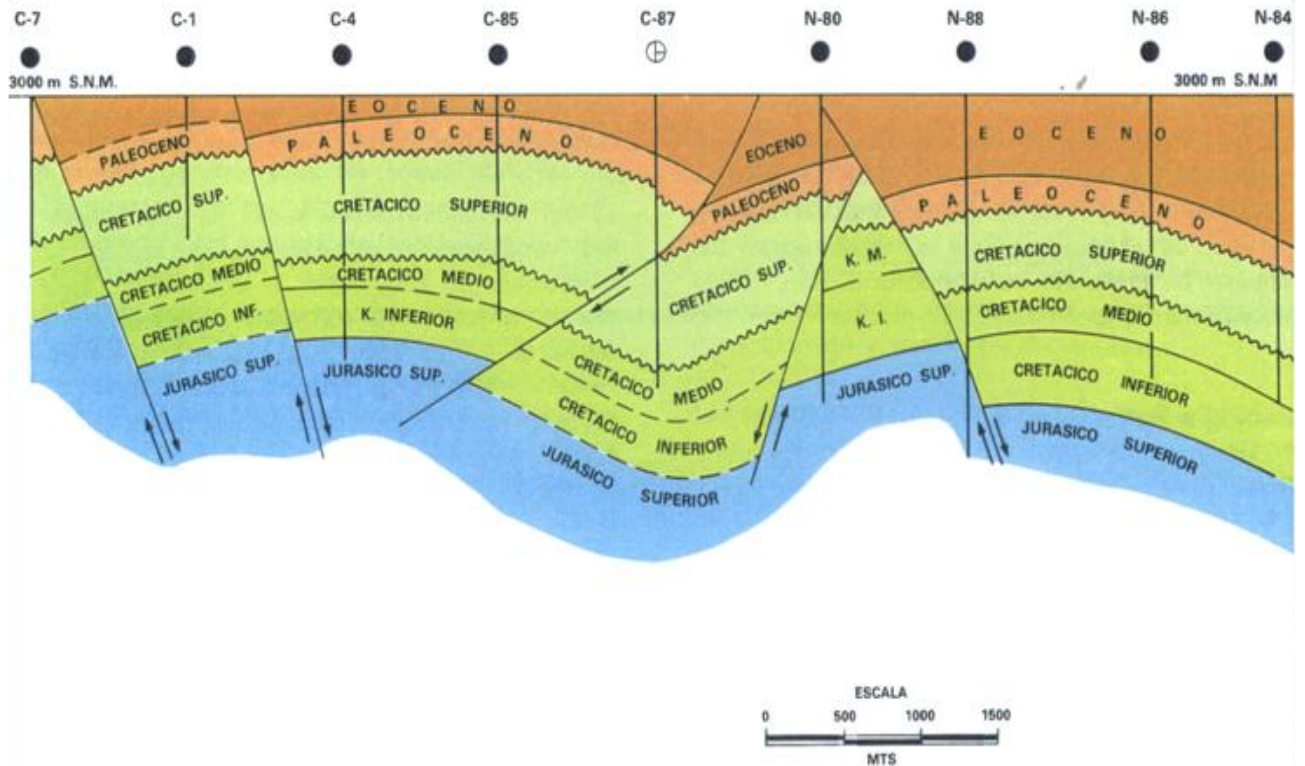 C-7 C-1 C-4 C-85 C-87 N-80 N-88 N-86 N-84
3000 m S.N.M. 3000 m S.N.M
EOCENO
EOCENO
PALEOCENO
PALEOCENO
EOCENO
PALEOCENO
PALEOCENO
CRETACICO SUP.
CRETACICO SUPERIOR
CRETACICO SUP.
K. M.
CRETACICO SUPERIOR
CRETACICO MEDIO
CRETACICO MEDIO
CRETACICO MEDIO
CRETACICO INF.
K. INFERIOR
K. I.
CRETACICO MEDIO
CRETACICO INFERIOR
JURASICO SUP.
JURASICO SUP.
JURASICO SUP.
CRETACICO INFERIOR
JURASICO SUPERIOR
JURASICO SUPERIOR
ESCALA
0 500 1000 1500
MTS